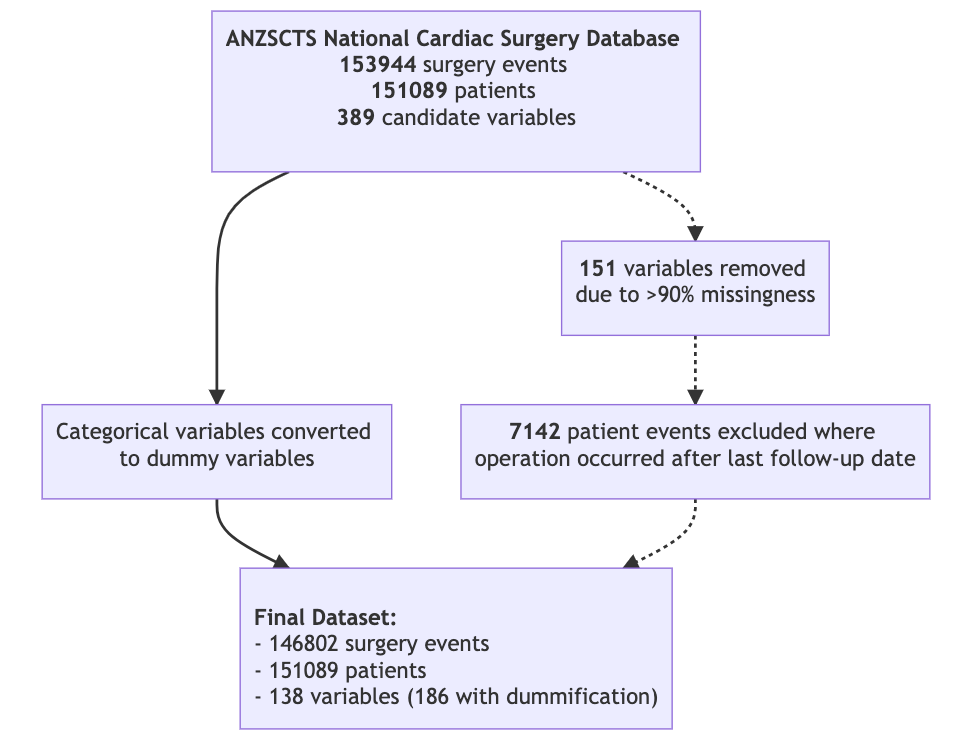 ANZSCTS National Cardiac Surgery Database
153944 surgery events
151089 patients
389 candidate variables
151 variables removed
due to >90% missingness
Categorical variables converted
to dummy variables
7142 patient events excluded where
operation occurred after last follow-up date
Final Dataset:
- 146802 surgery events
- 151089 patients
- 138 variables (186 with dummification)